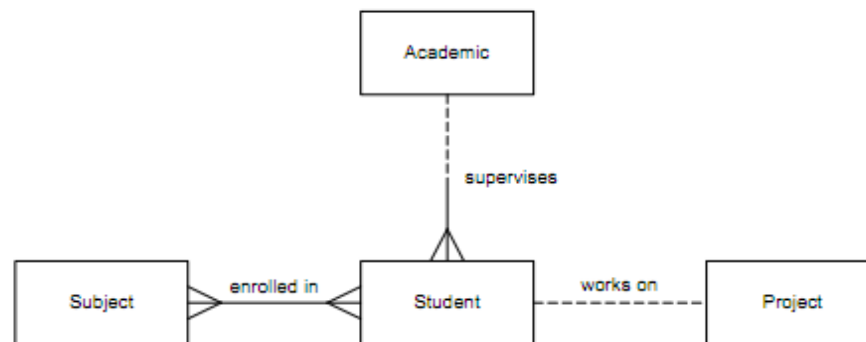 Academic
supervises
Subject
enrolled in
Student
works on
Project